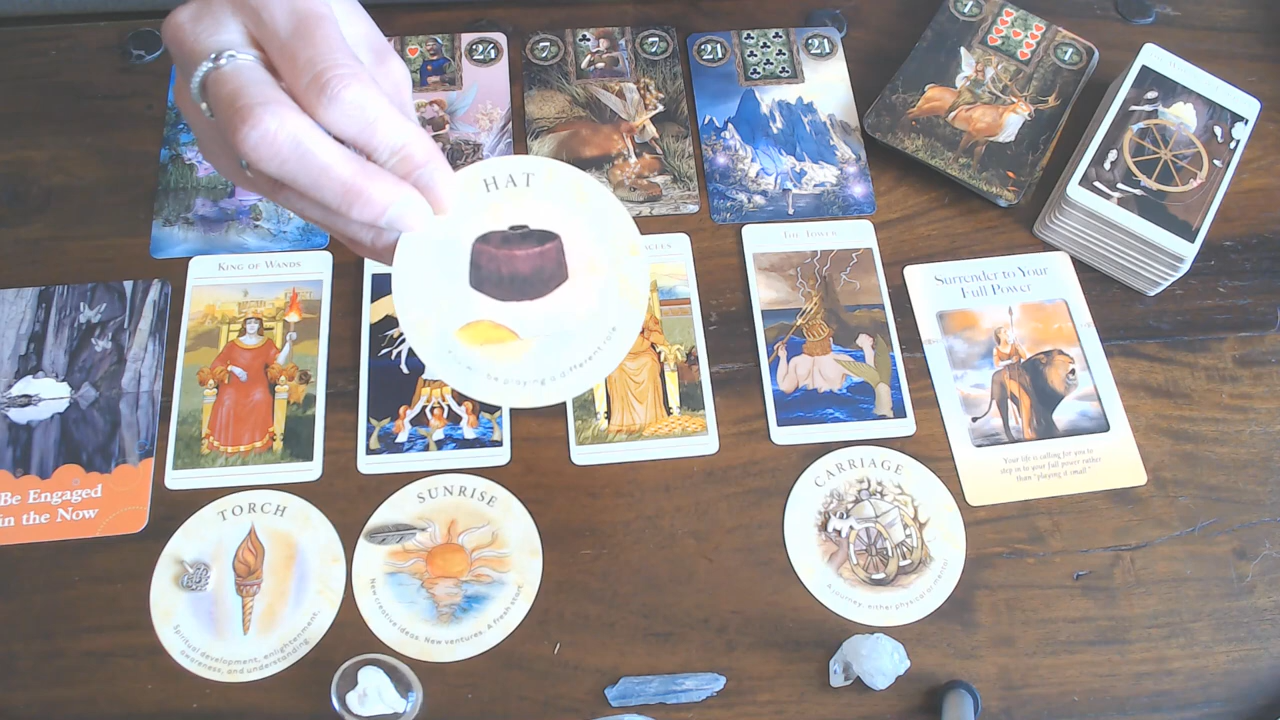 24
7
7
21
21
1
1
HAT
be playing a different role
KING OF WANDS
THE TOWER
Surrender to Your
Full Power
Your life is calling for you to
step in to your full power rather
than "playing it small."
Be Engaged
in the Now
TORCH
Spiritual development, enlightenment,
awareness, and understanding.
SUNRISE
New creative ideas. New ventures. A fresh start.
CARRIAGE
A journey, either physical or mental